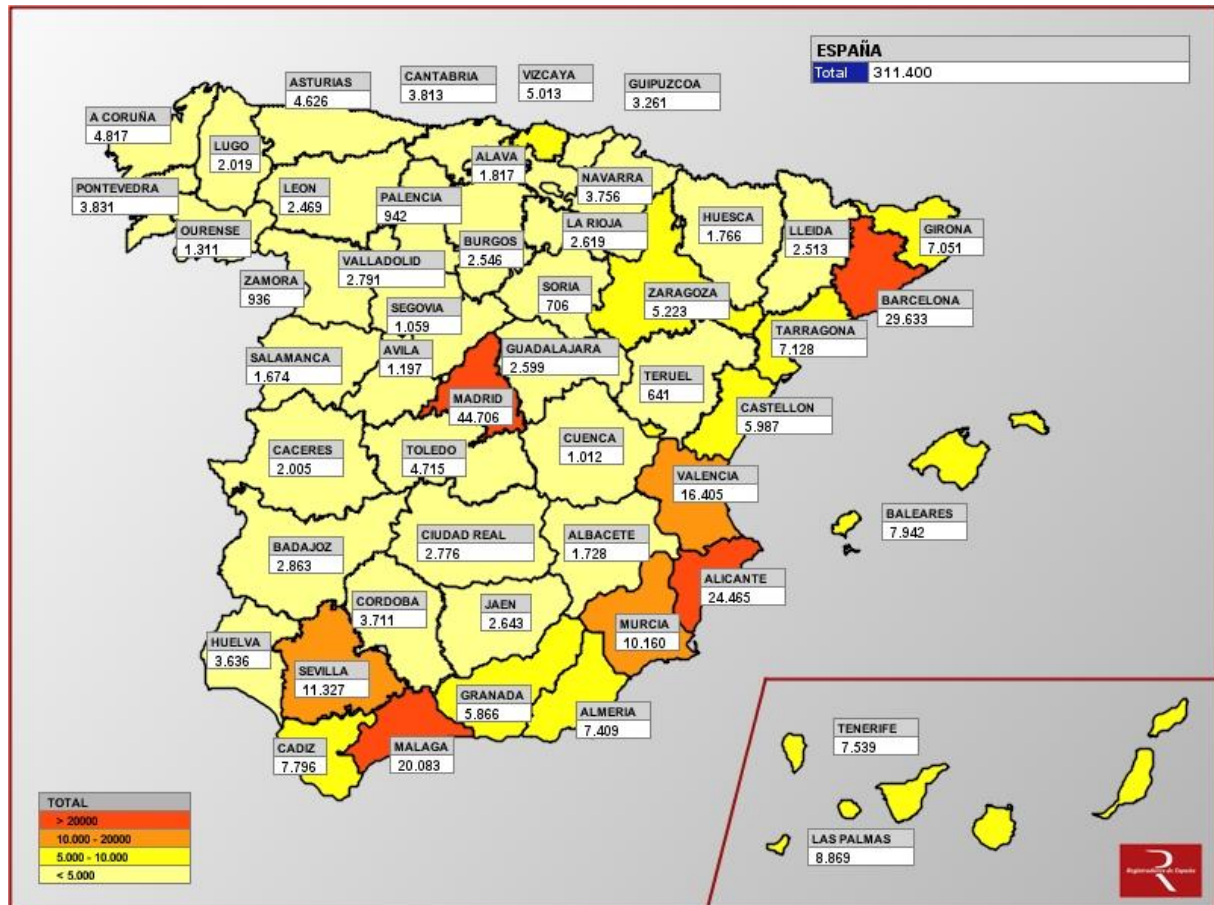 ESPAÑA
Total 311.400
ASTURIAS
4.626
CANTABRIA
3.813
VIZCAYA
5.013
GUIPUZCOA
3.261
A CORUÑA
4.817
LUGO
2.019
ALAVA
1.817
NAVARRA
3.756
PONTEVEDRA
3.831
LEON
2.469
PALENCIA
942
LA RIOJA
2.619
HUESCA
1.766
LLEIDA
2.513
GIRONA
7.051
OURENSE
1.311
BURGOS
2.546
VALLADOLID
2.791
ZAMORA
936
SORIA
706
ZARAGOZA
5.223
BARCELONA
29.633
SEGOVIA
1.059
TARRAGONA
7.128
SALAMANCA
1.674
AVILA
1.197
GUADALAJARA
2.599
TERUEL
641
MADRID
44.706
CASTELLON
5.987
CACERES
2.005
TOLEDO
4.715
CUENCA
1.012
VALENCIA
16.405
BALEARES
7.942
BADAJOZ
2.863
CIUDAD REAL
2.776
ALBACETE
1.728
ALICANTE
24.465
CORDOBA
3.711
JAEN
2.643
MURCIA
10.160
HUELVA
3.636
SEVILLA
11.327
GRANADA
5.866
ALMERIA
7.409
CADIZ
7.796
MALAGA
20.083
TENERIFE
7.539
LAS PALMAS
8.869
TOTAL
> 20000
10.000 - 20000
5.000 - 10.000
< 5.000
R
Registradores de España